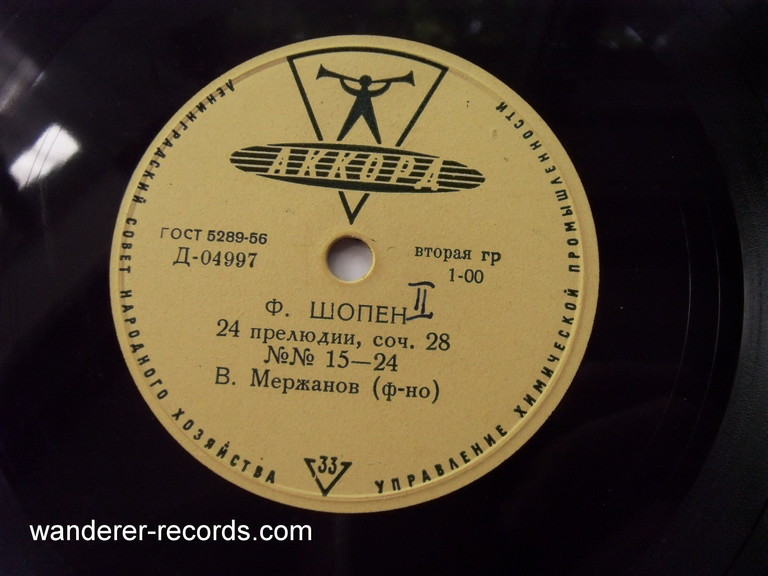 АККОРД
ЛЕНИНГРАДСКИЙ СОВЕТ НАРОДНОГО ХОЗЯЙСТВА
УПРАВЛЕНИЕ ХИМИЧЕСКОЙ ПРОМЫШЛЕННОСТИ
ГОСТ 5289-56
Д-04997
вторая гр
1-00
II
Ф. ШОПЕН
24 прелюдии, соч. 28
№№ 15—24
В. Мержанов (ф-но)
33
wanderer-records.com